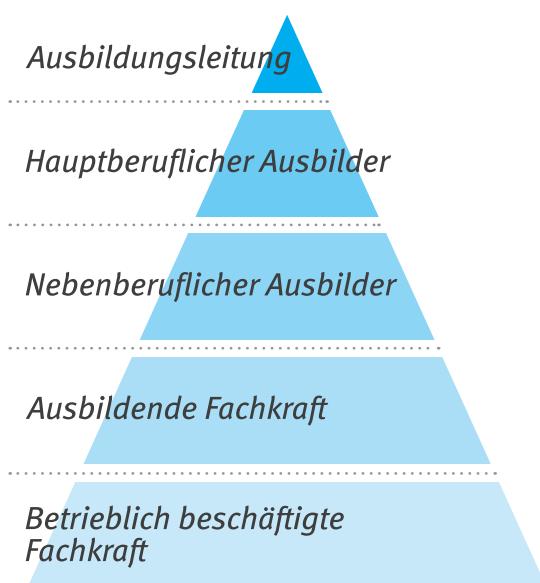 Ausbildungsleitung
Hauptberuflicher Ausbilder
Nebenberuflicher Ausbilder
Ausbildende Fachkraft
Betrieblich beschäftigte
Fachkraft